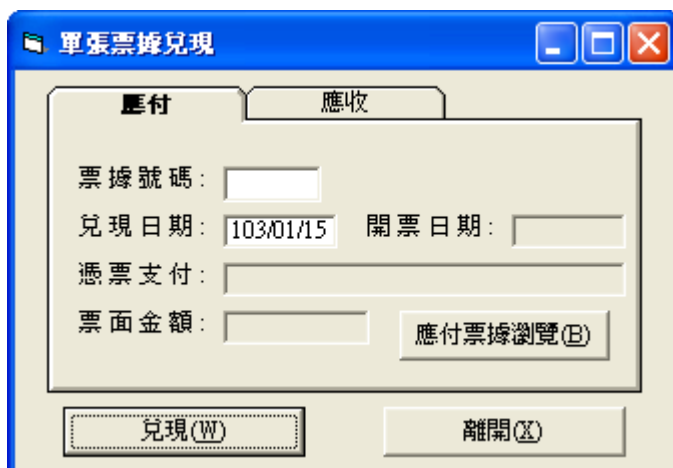 單張票據兌現
應付 應收
票據號碼:
兌現日期: 103/01/15 開票日期:
憑票支付:
票面金額: 應付票據瀏覽(B)
兌現(W) 離開(X)